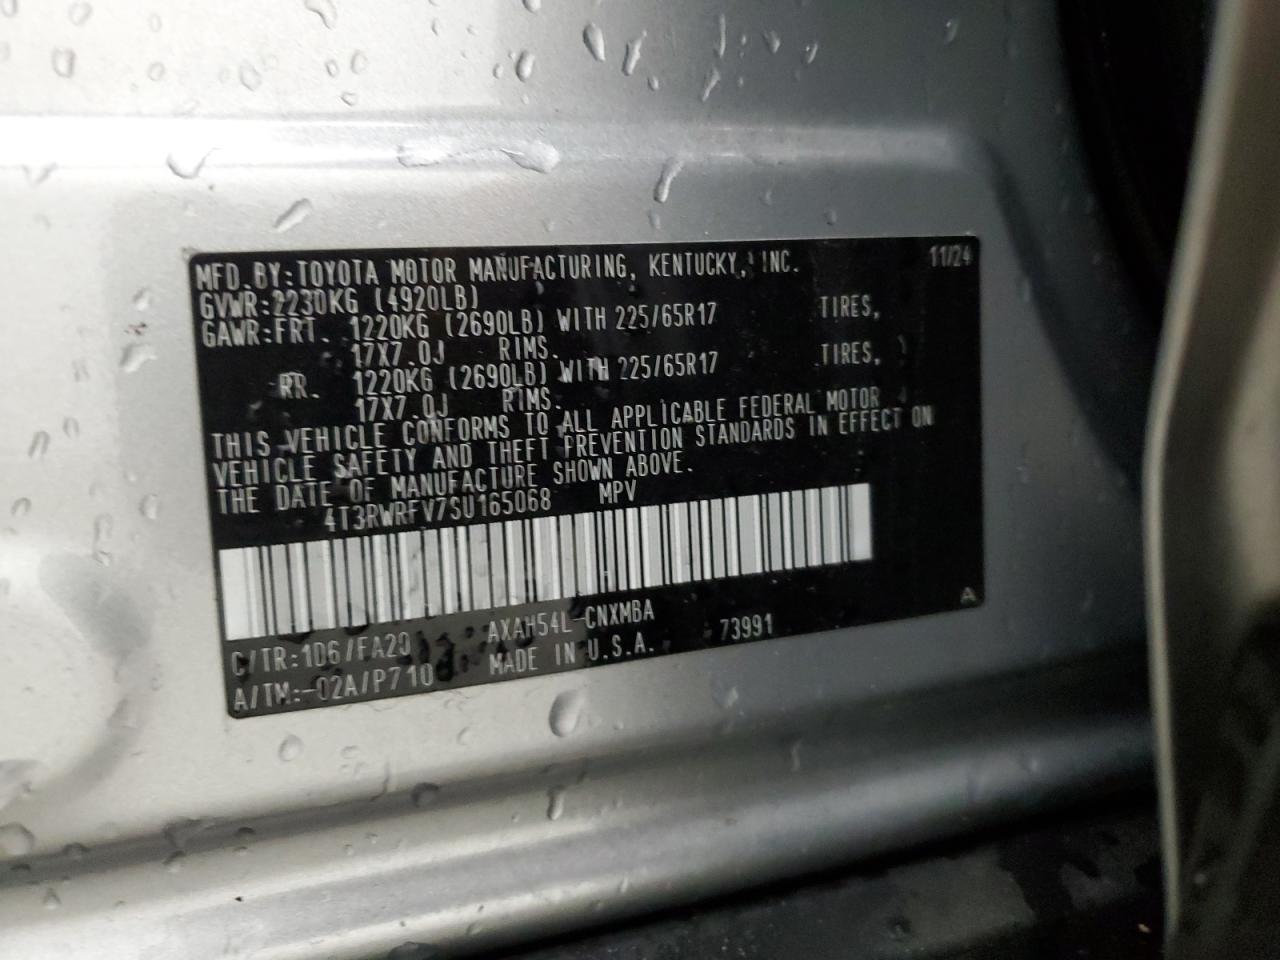 MFD.BY:TOYOTA MOTOR MANUFACTURING, KENTUCKY, INC. 11/24
GVWR:2230KG (4920LB)
GAWR:FRT. 1220KG (2690LB) WITH 225/65R17 TIRES,
17X7.0J RIMS.
RR. 1220KG (2690LB) WITH 225/65R17 TIRES,
17X7.0J RIMS.
THIS VEHICLE CONFORMS TO ALL APPLICABLE FEDERAL MOTOR
VEHICLE SAFETY AND THEFT PREVENTION STANDARDS IN EFFECT ON
THE DATE OF MANUFACTURE SHOWN ABOVE.
4T3RWRFV7SU165068 MPV
A
C/TR:1D6/FA20 AXAH54L-CNXMBA
A/TM:-02A/P710 MADE IN U.S.A. 73991